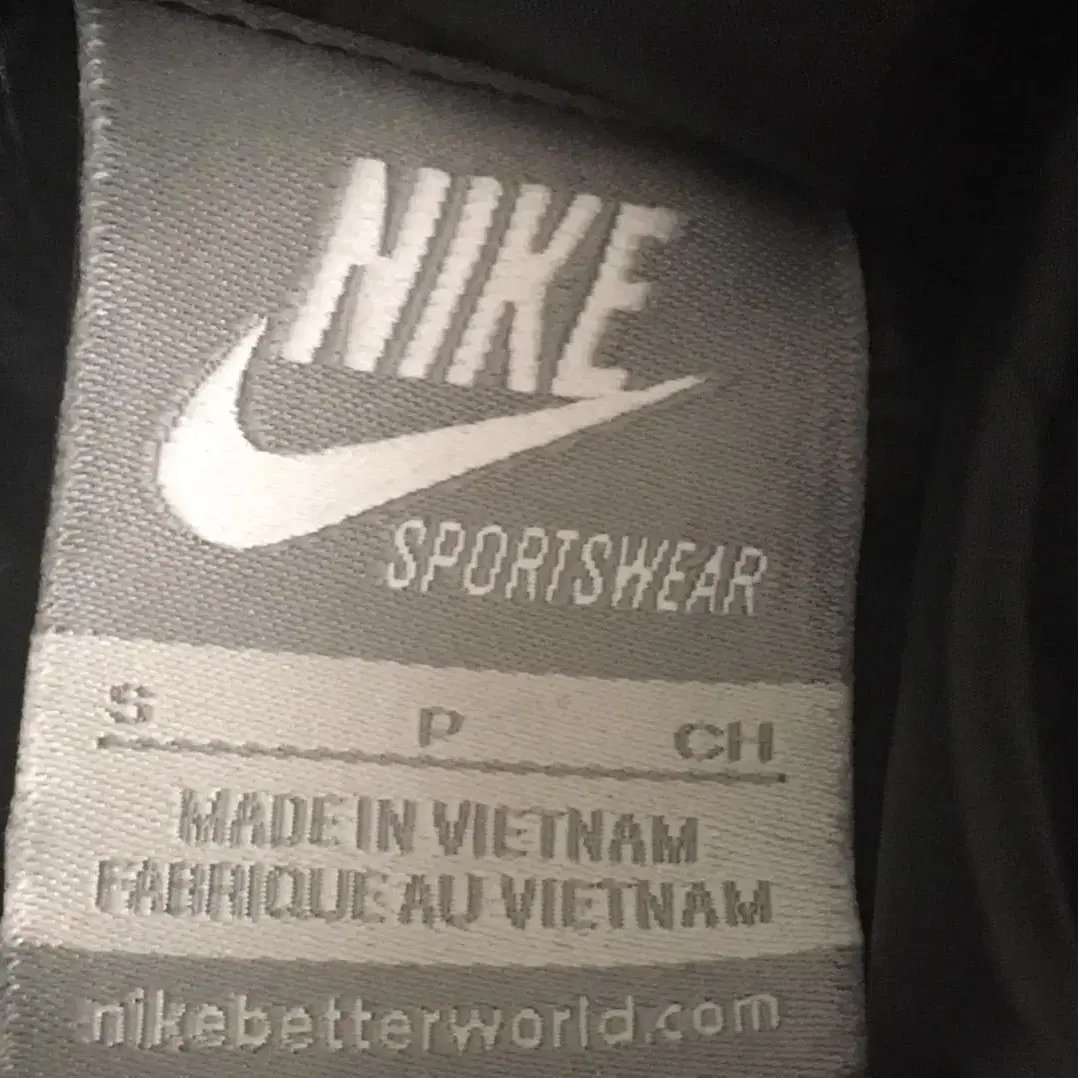 NIKE
SPORTSWEAR
S P CH
MADE IN VIETNAM
FABRIQUE AU VIETNAM
nikebetterworld.com